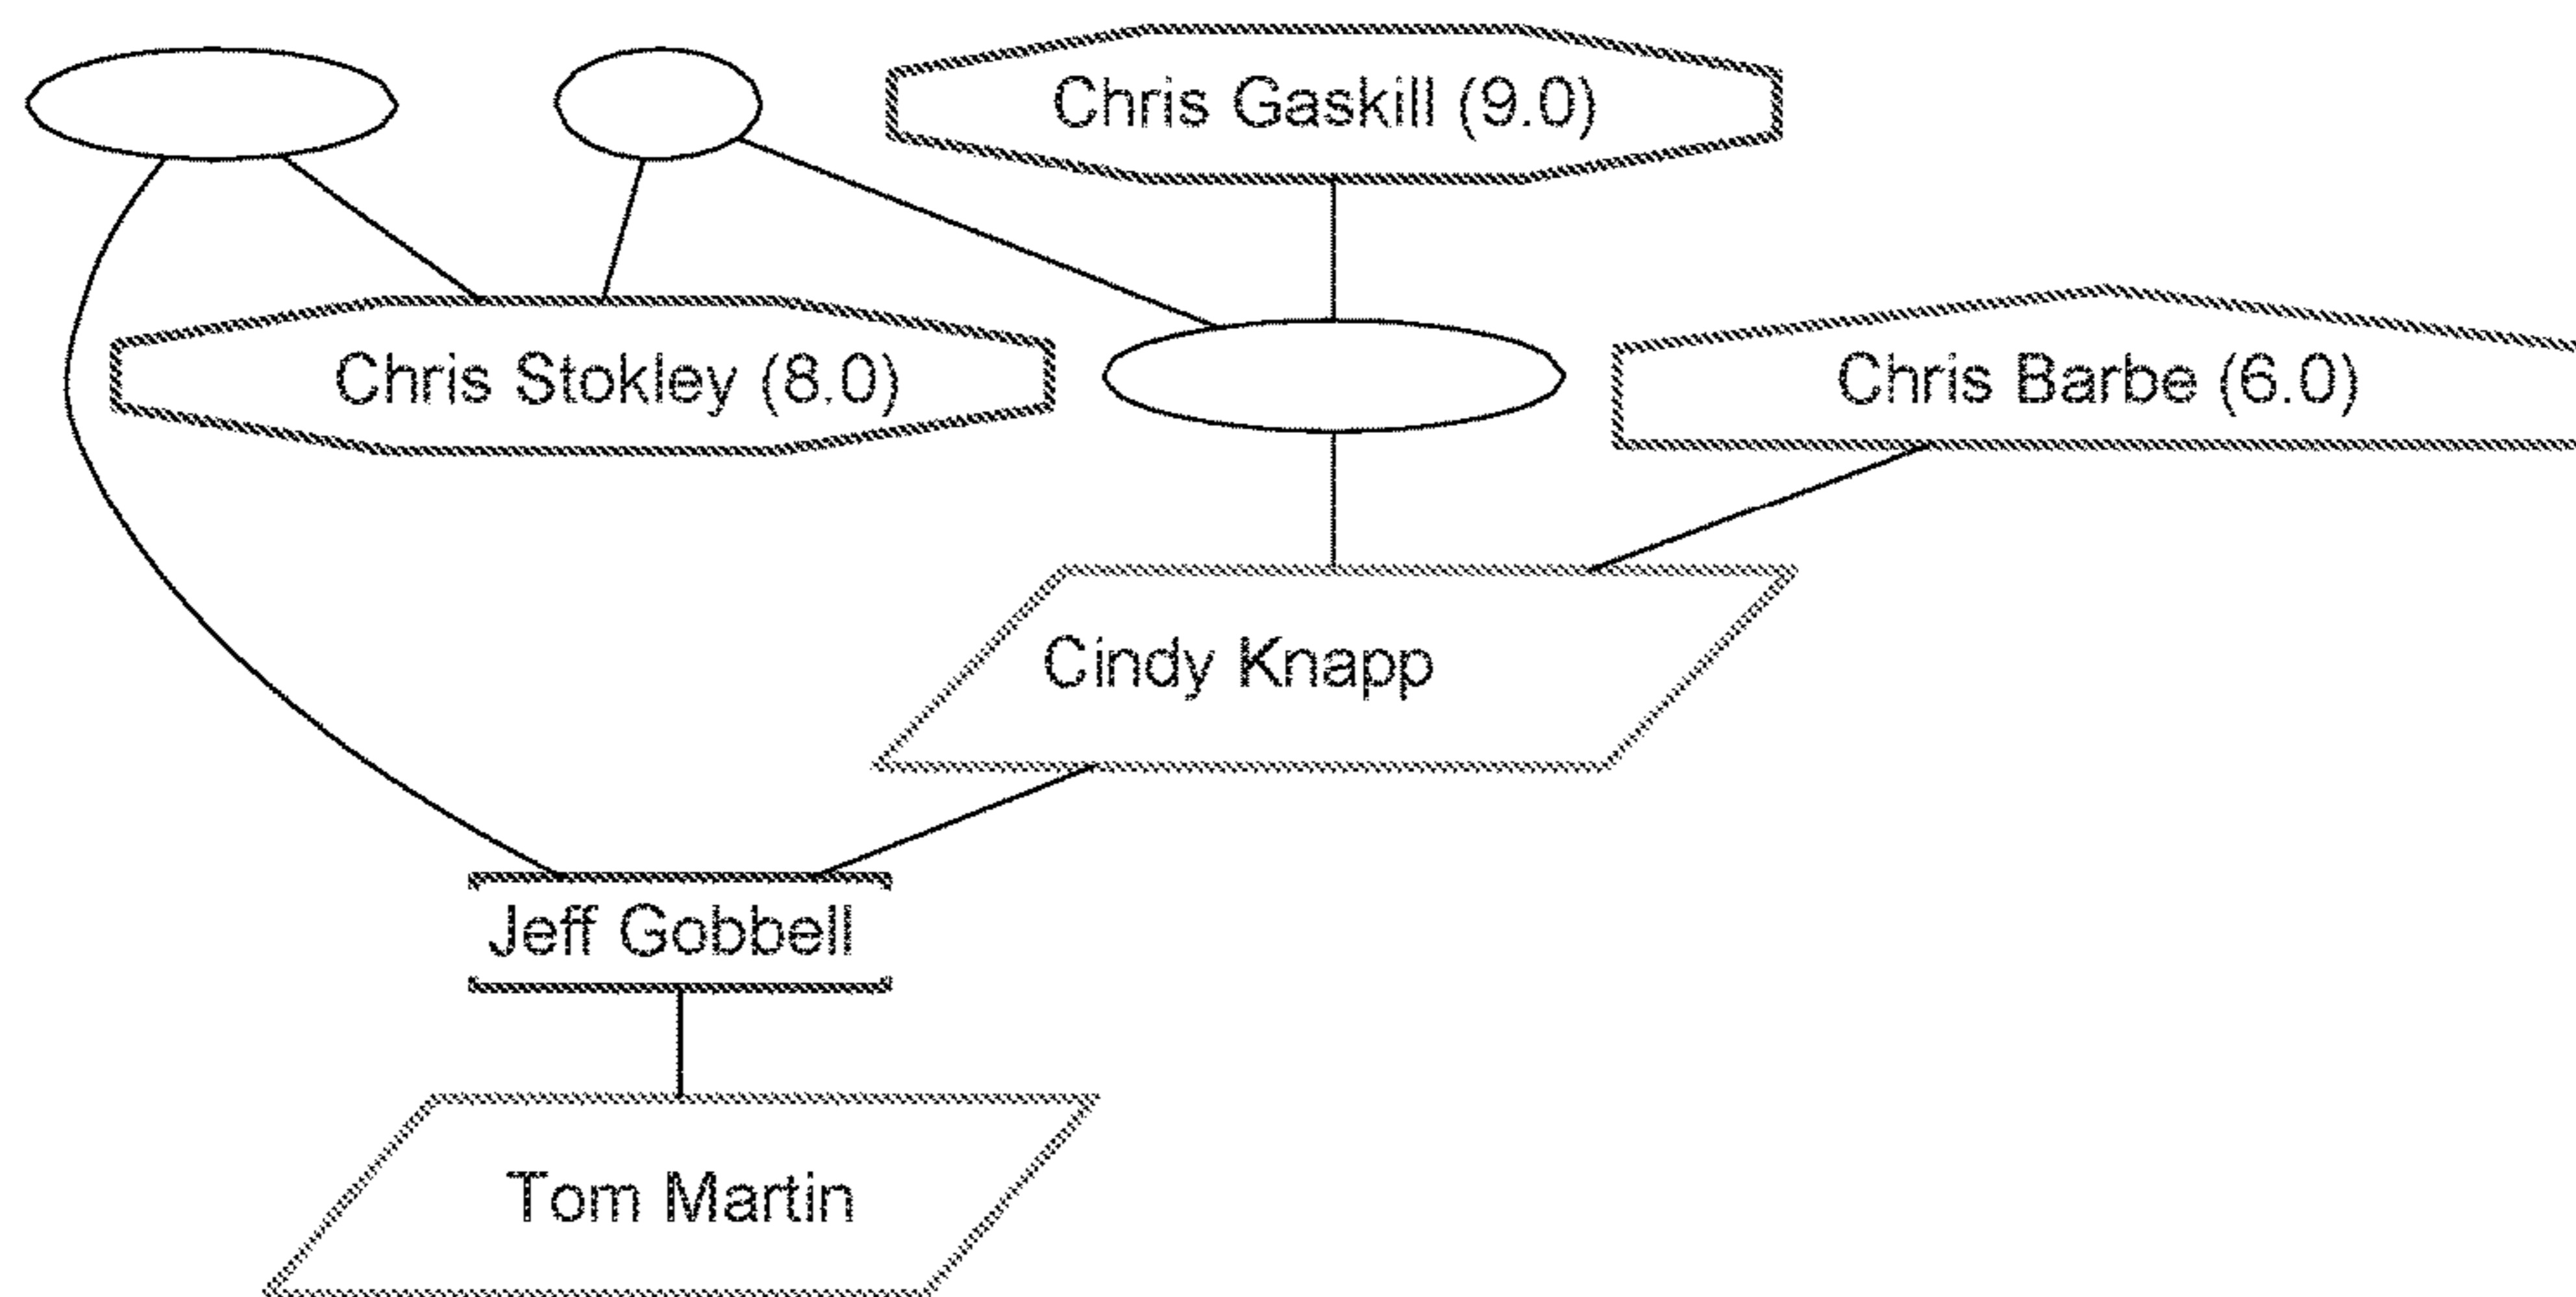 Chris Gaskill (9.0)
Chris Stokley (8.0)
Chris Barbe (6.0)
Cindy Knapp
Jeff Gobbell
Tom Martin